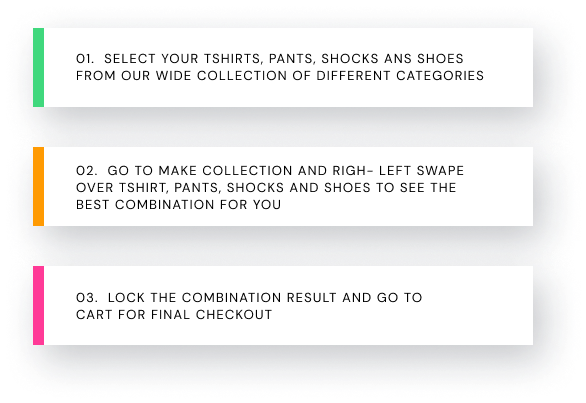 01. SELECT YOUR TSHIRTS, PANTS, SHOCKS ANS SHOES
FROM OUR WIDE COLLECTION OF DIFFERENT CATEGORIES
02. GO TO MAKE COLLECTION AND RIGH- LEFT SWAPE
OVER TSHIRT, PANTS, SHOCKS AND SHOES TO SEE THE
BEST COMBINATION FOR YOU
03. LOCK THE COMBINATION RESULT AND GO TO
CART FOR FINAL CHECKOUT